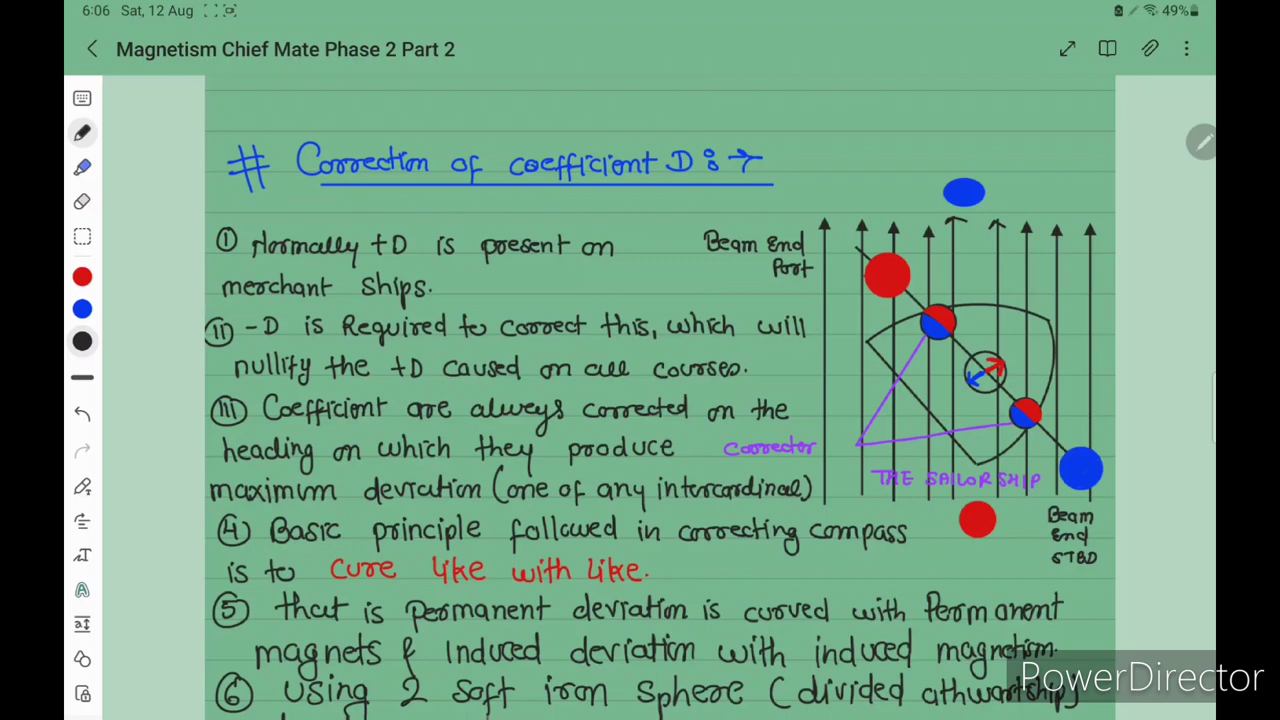 6:06 Sat, 12 Aug
49%
Magnetism Chief Mate Phase 2 Part 2
# Correction of coefficient D :→
① Normally +D is present on
merchant ships.
Beam End
Port
② -D is Required to correct this, which will
nullify the +D caused on all courses.
③ Coefficient are always corrected on the
heading on which they produce
corrector
maximum deviation (one of any intercardinal)
THE SAILOR SHIP
④ Basic principle followed in correcting compass
is to cure like with like.
Beam
End
STBD
⑤ that is permanent deviation is curved with Permanent
magnets & Induced deviation with induced magnetism.
⑥ Using 2 soft iron sphere (divided athwartship)
PowerDirector